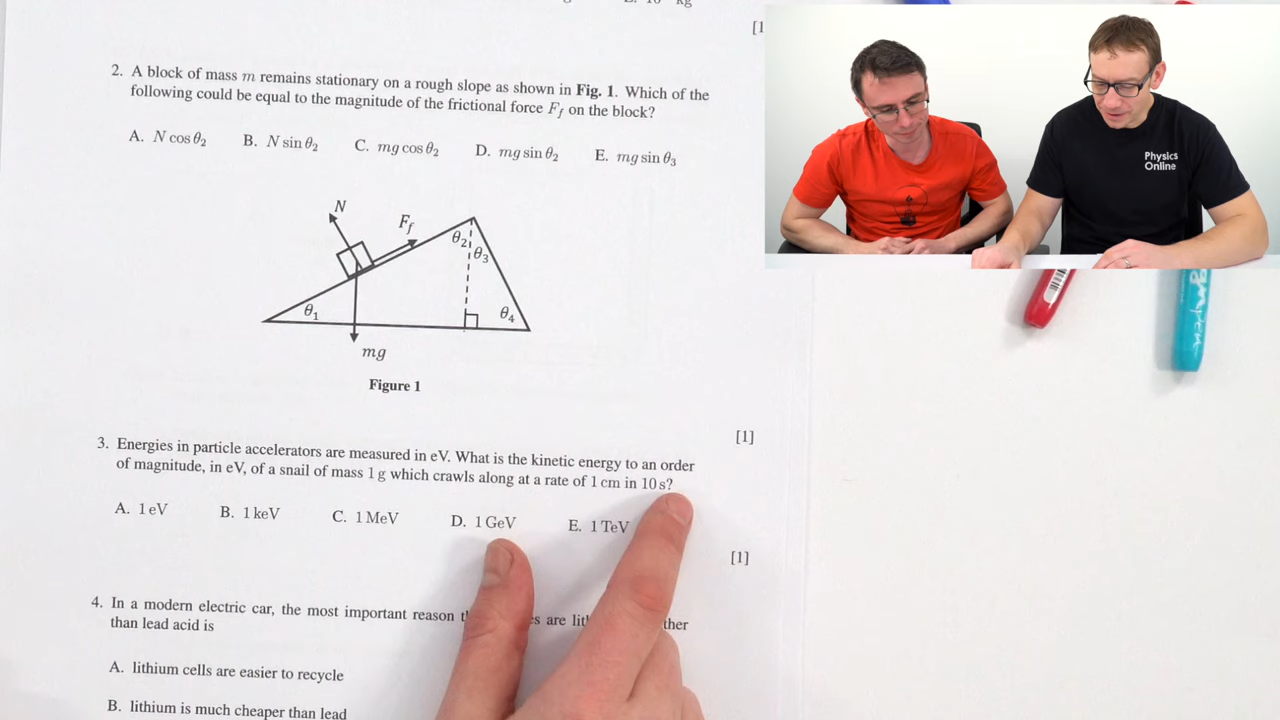 [1
2. A block of mass m remains stationary on a rough slope as shown in Fig. 1. Which of the
following could be equal to the magnitude of the frictional force F_f on the block?
A. N cos θ₂ B. N sin θ₂ C. mg cos θ₂ D. mg sin θ₂ E. mg sin θ₃
N
F_f
θ₂
θ₃
θ₁
θ₄
mg
Figure 1
[1]
3. Energies in particle accelerators are measured in eV. What is the kinetic energy to an order
of magnitude, in eV, of a snail of mass 1 g which crawls along at a rate of 1 cm in 10 s?
A. 1 eV B. 1 keV C. 1 MeV D. 1 GeV E. 1 TeV
[1]
4. In a modern electric car, the most important reason are
than lead acid is
A. lithium cells are easier to recycle
B. lithium is much cheaper than lead
Physics
Online